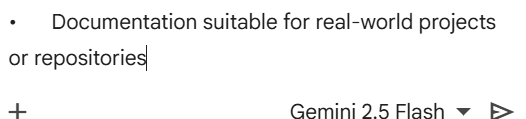 • Documentation suitable for real-world projects
or repositories
Gemini 2.5 Flash